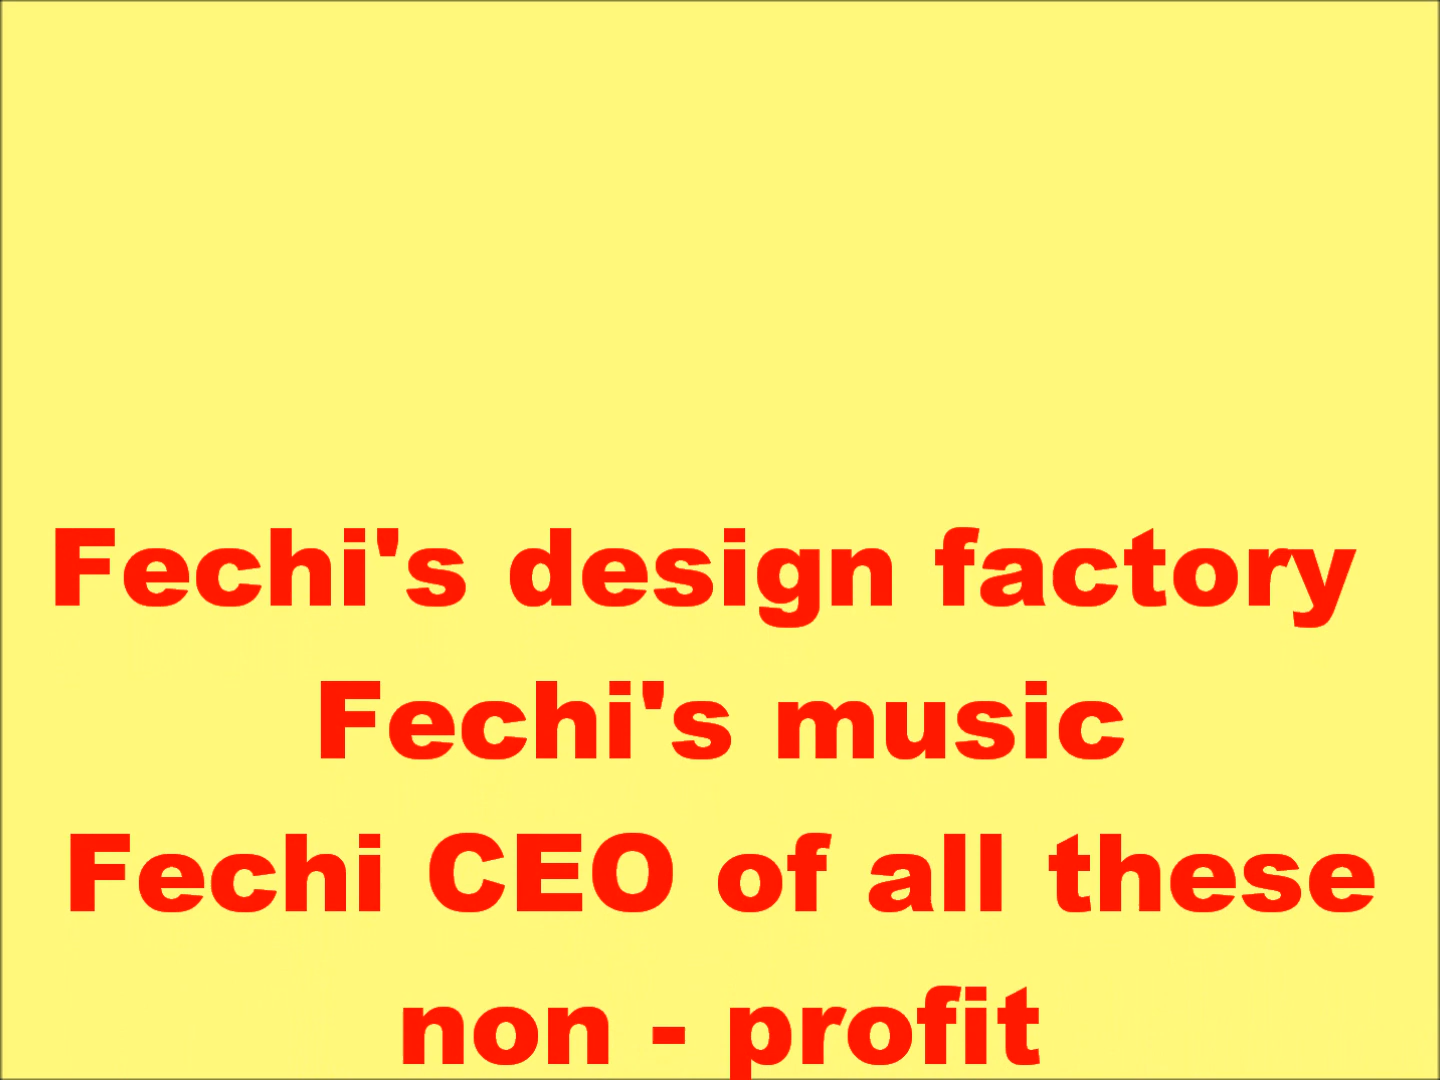 Fechi's design factory
Fechi's music
Fechi CEO of all these
non - profit